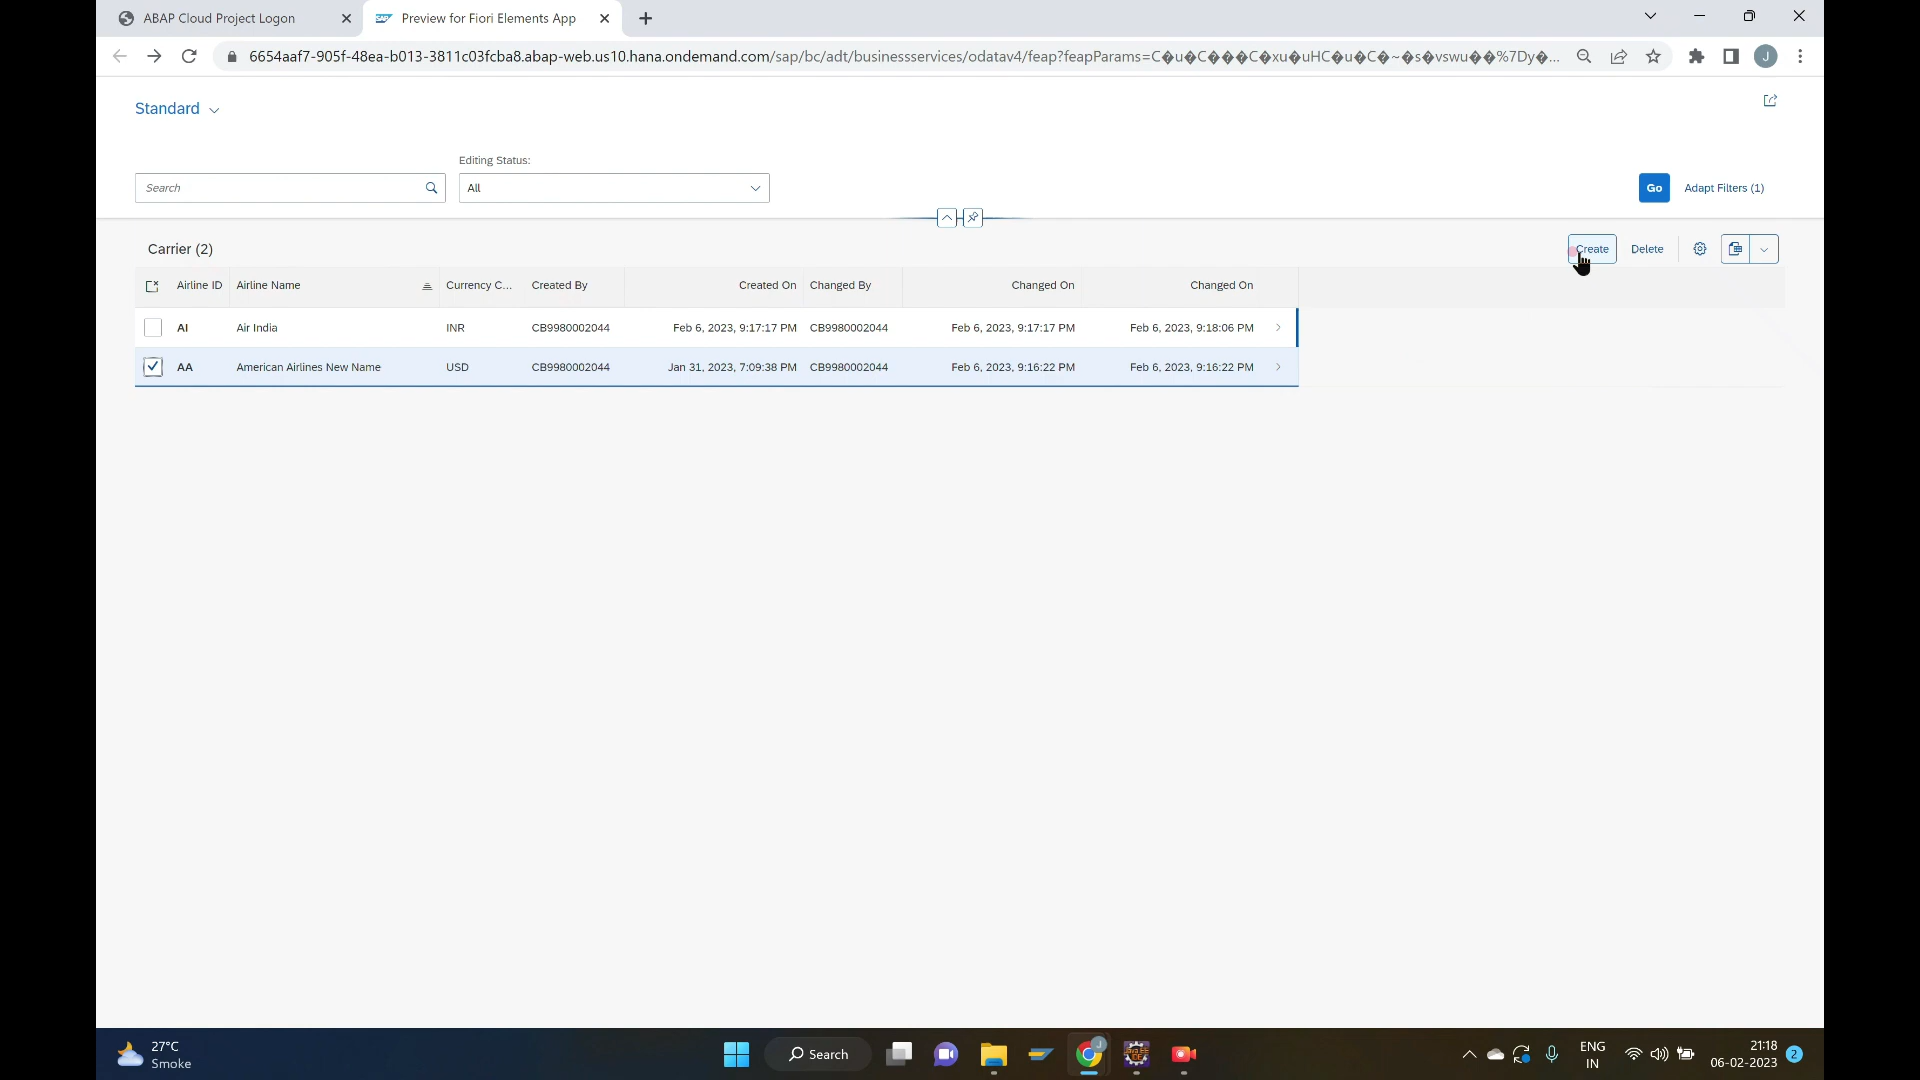 ABAP Cloud Project Logon
Preview for Fiori Elements App
6654aaf7-905f-48ea-b013-3811c03fcba8.abap-web.us10.hana.ondemand.com/sap/bc/adt/businessservices/odatav4/feap?feapParams=C�u�C���C�xu�uHC�u�C�~�s�vswu��%7Dy�...
J
Standard
Editing Status:
Search
All
Go
Adapt Filters (1)
Carrier (2)
Create
Delete
Airline ID
Airline Name
Currency C...
Created By
Created On
Changed By
Changed On
Changed On
AI
Air India
INR
CB9980002044
Feb 6, 2023, 9:17:17 PM
CB9980002044
Feb 6, 2023, 9:17:17 PM
Feb 6, 2023, 9:18:06 PM
AA
American Airlines New Name
USD
CB9980002044
Jan 31, 2023, 7:09:38 PM
CB9980002044
Feb 6, 2023, 9:16:22 PM
Feb 6, 2023, 9:16:22 PM
27°C
Smoke
Search
J
ENG
IN
21:18
06-02-2023
2